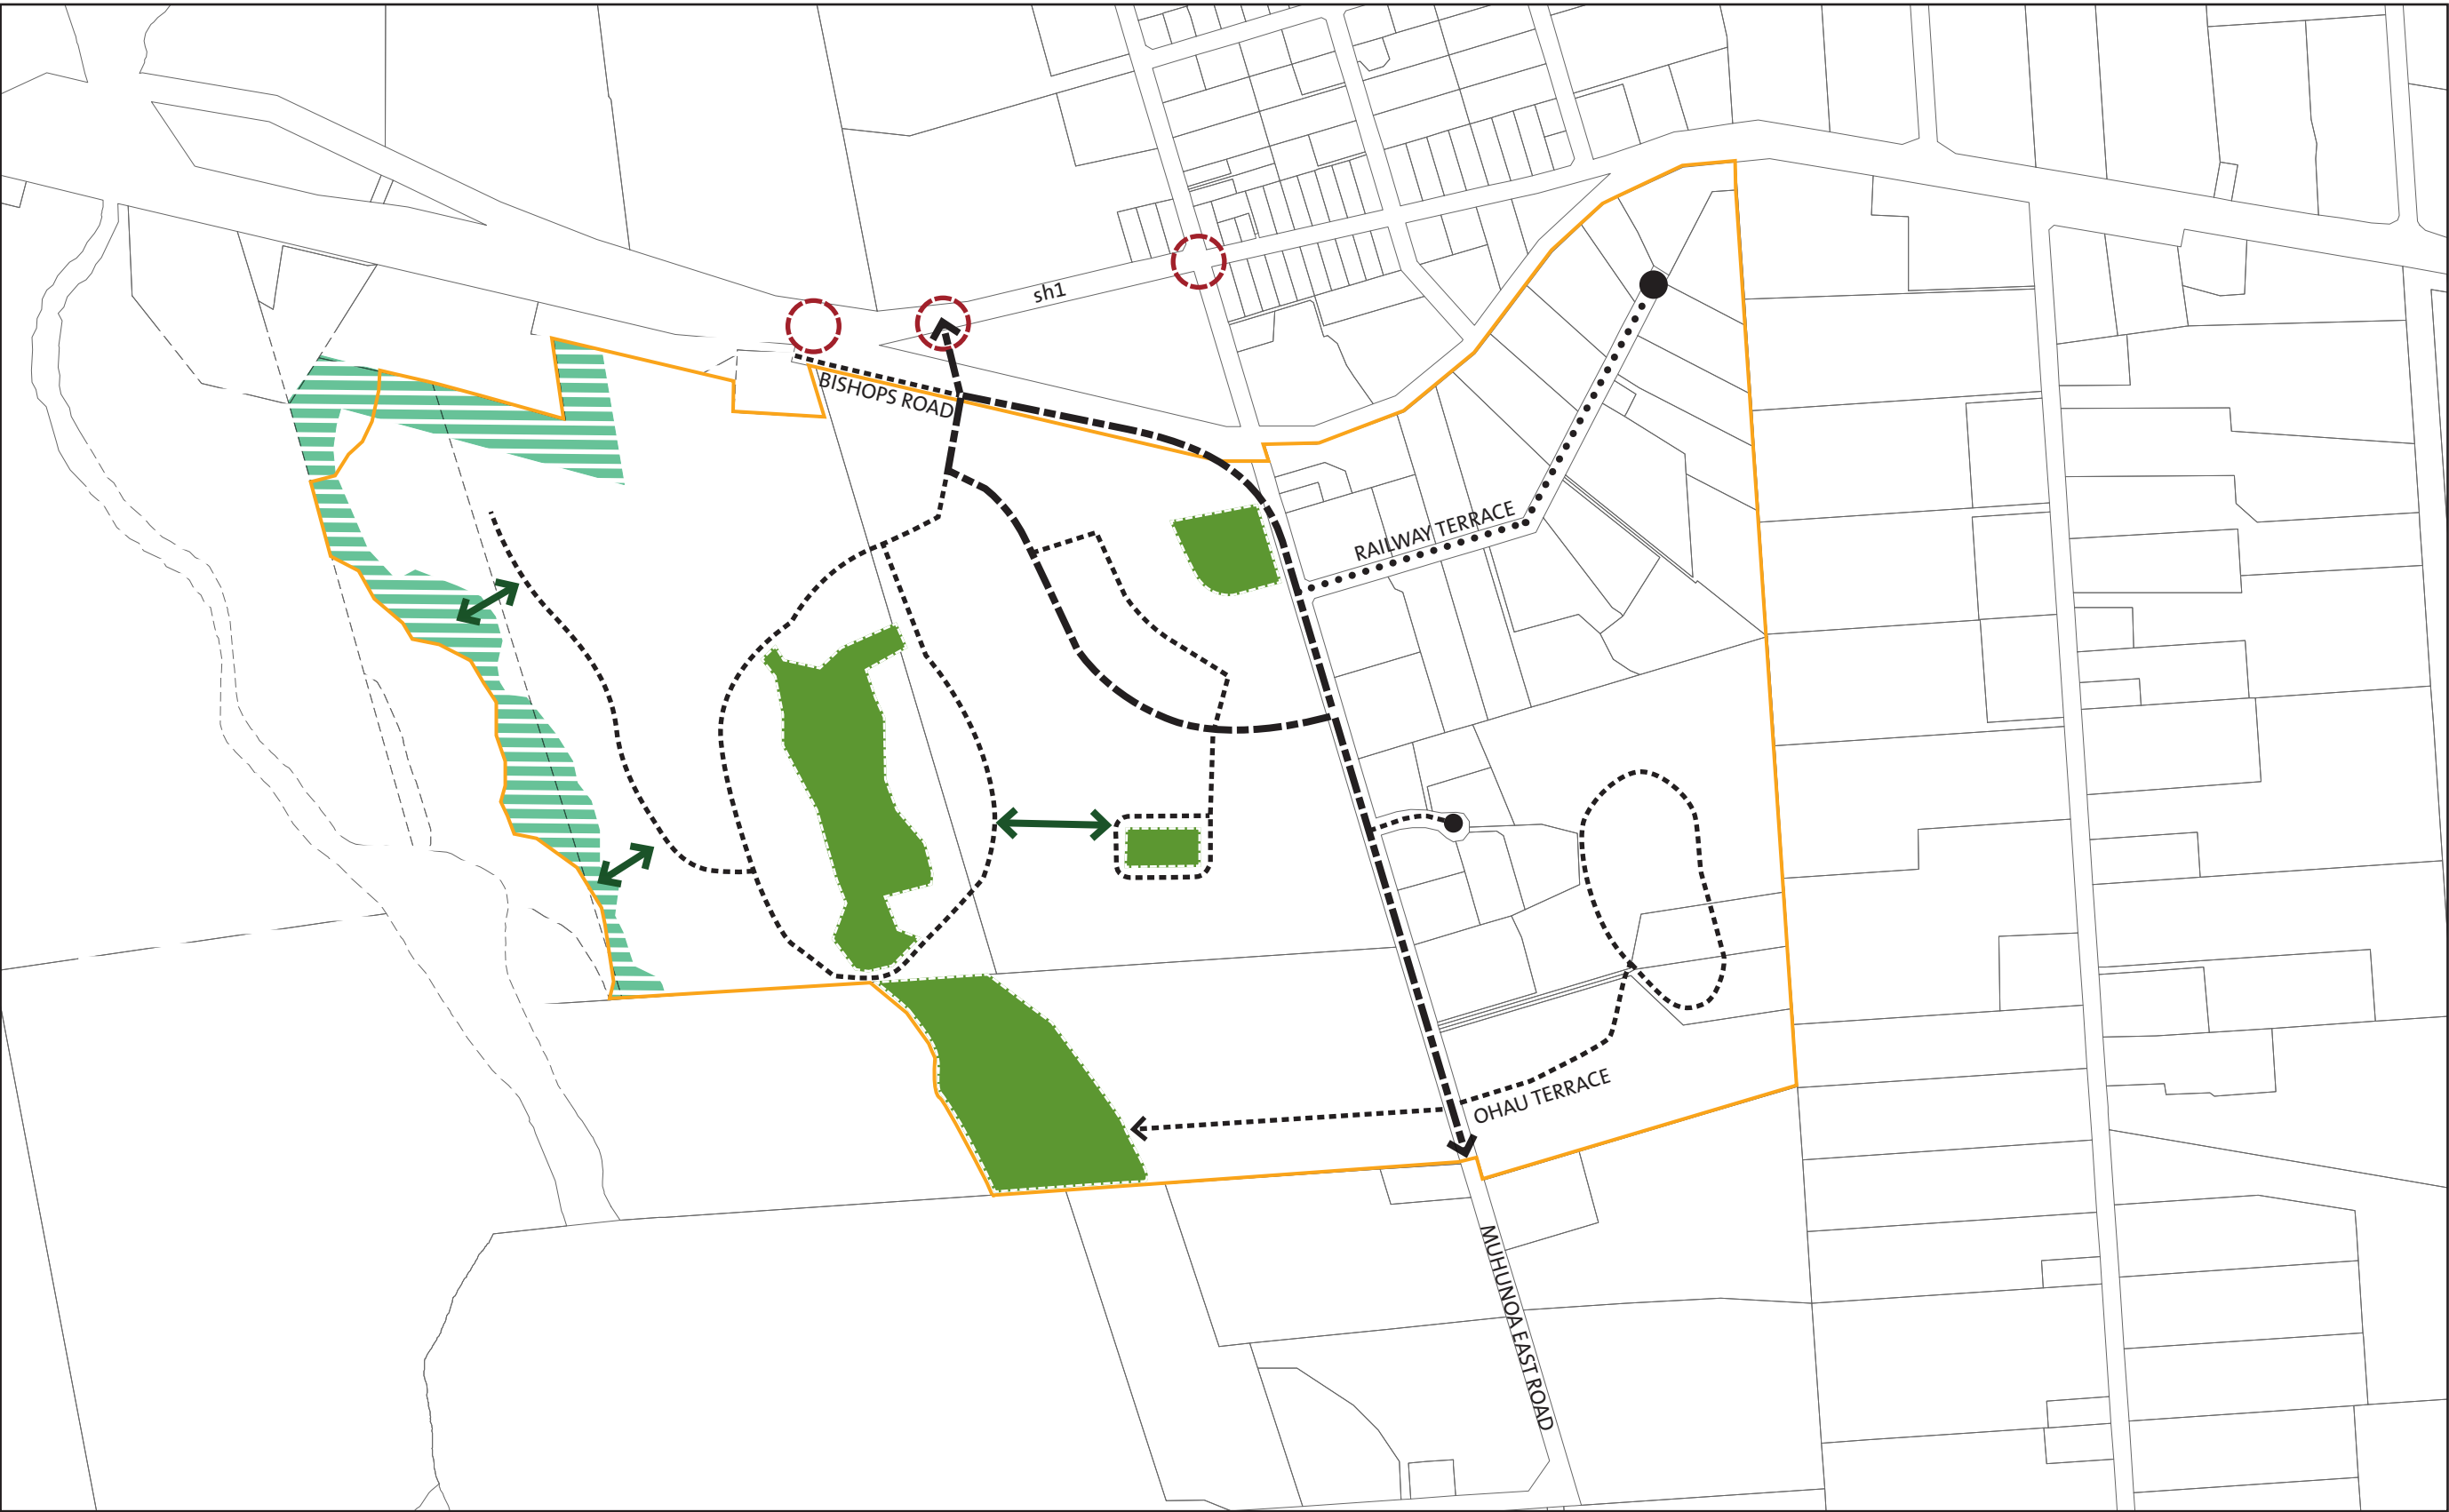 sh1
BISHOPS ROAD
RAILWAY TERRACE
OHAU TERRACE
MUHUNOA EAST ROAD